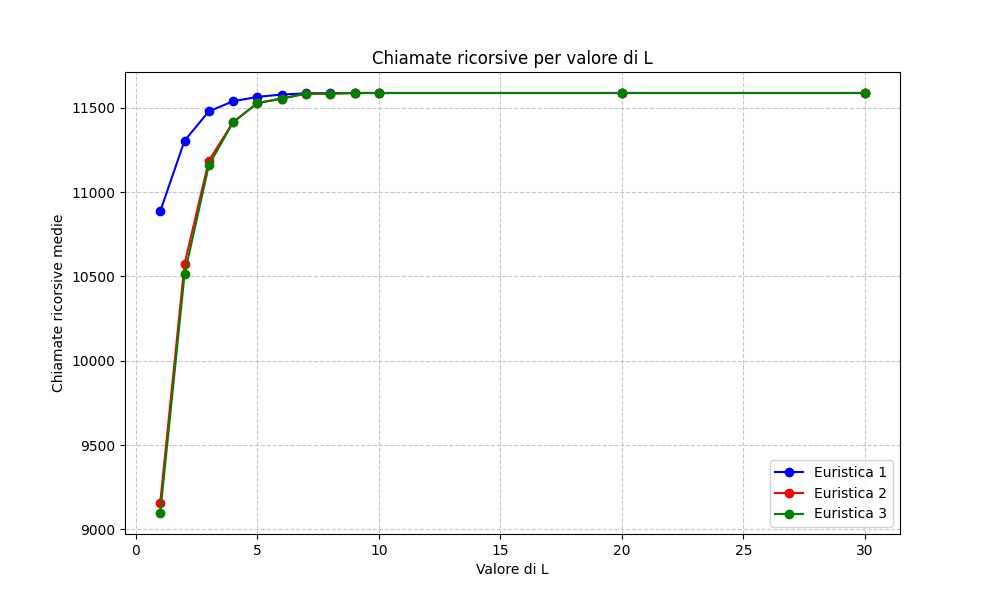 Chiamate ricorsive per valore di L
Chiamate ricorsive medie
11500
11000
10500
10000
9500
9000
0
5
10
15
20
25
30
Valore di L
Euristica 1
Euristica 2
Euristica 3